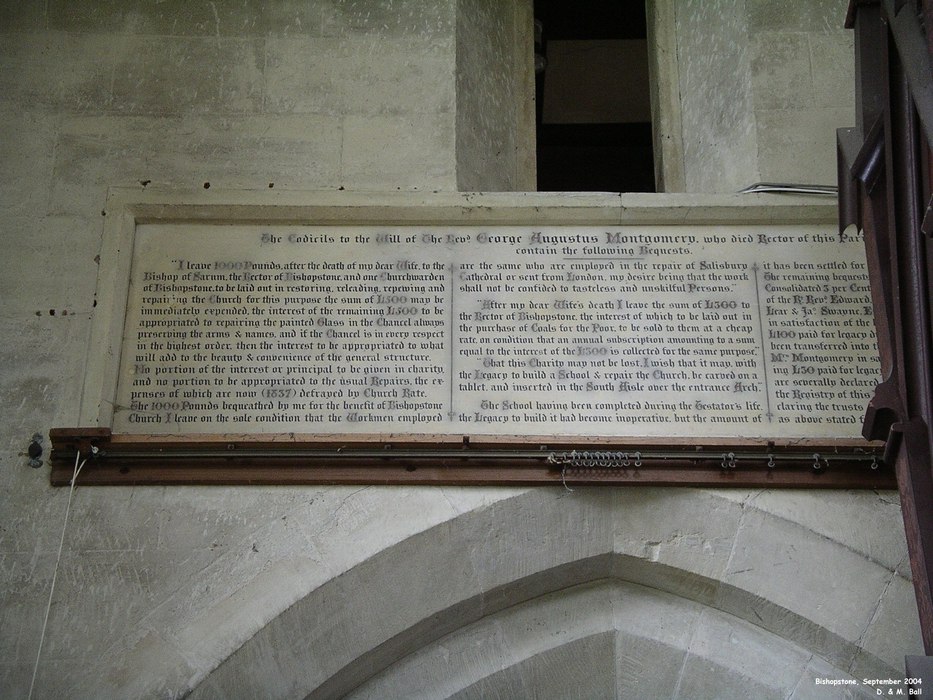 The Codicils to the Will of The Revd. George Augustus Montgomery, who died Rector of this
contain the following Bequests.
"I leave 1000 Pounds, after the death of my dear Wife, to the
Bishop of Sarum, the Rector of Bishopstone, and one Churchwarden
of Bishopstone, to be laid out in restoring, releading, repewing and
repairing the Church for this purpose the sum of £500 may be
immediately expended, the interest of the remaining £500 to be
appropriated to repairing the painted Glass in the Chancel always
preserving the arms & names, and if the Chancel is in every respect
in the highest order, then the interest to be appropriated to what
will add to the beauty & convenience of the general structure.
No portion of the interest or principal to be given in charity,
and no portion to be appropriated to the usual Repairs, the ex-
penses of which are now (1837) defrayed by Church Rate.
The 1000 Pounds bequeathed by me for the benefit of Bishopstone
Church I leave on the sole condition that the Workmen employed
are the same who are employed in the repair of Salisbury
Cathedral or sent from London, my desire being that the work
shall not be confided to tasteless and unskilful Persons."
"After my dear Wife's death I leave the sum of £300 to
the Rector of Bishopstone, the interest of which to be laid out in
the purchase of Coals for the Poor, to be sold to them at a cheap
rate, on condition that an annual subscription amounting to a sum
equal to the interest of the £300 is collected for the same purpose."
"That this Charity may not be lost, I wish that it may, with
the Legacy to build a School & repair the Church, be carved on a
tablet, and inserted in the South Aisle over the entrance Arch."
The School having been completed during the Testator's life,
the Legacy to build it had become inoperative, but the amount of
it has been settled for
The remaining bequests
Consolidated 3 per Cent
of the Rt. Revd. Edward,
Lear & Jas. Swayne, E
in satisfaction of the
£100 paid for legacy d
been transferred into t
Mrs. Montgomery in sa
ing £30 paid for legac
are severally declared
the Registry of this
claring the trusts
as above stated
Bishopstone, September 2004
D. & M. Ball